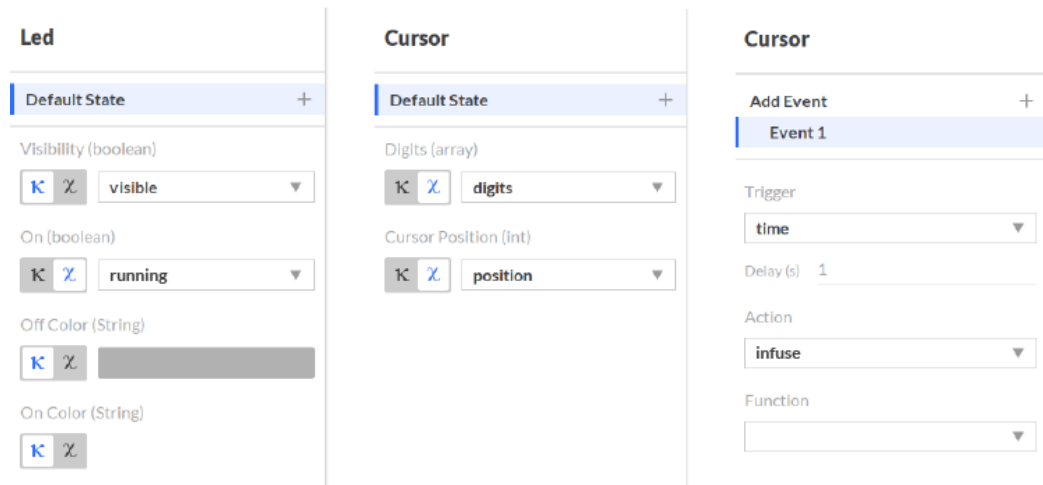 Led
Default State +
Visibility (boolean)
κ χ visible
On (boolean)
κ χ running
Off Color (String)
κ χ
On Color (String)
κ χ
Cursor
Default State +
Digits (array)
κ χ digits
Cursor Position (int)
κ χ position
Cursor
Add Event +
Event 1
Trigger
time
Delay (s) 1
Action
infuse
Function